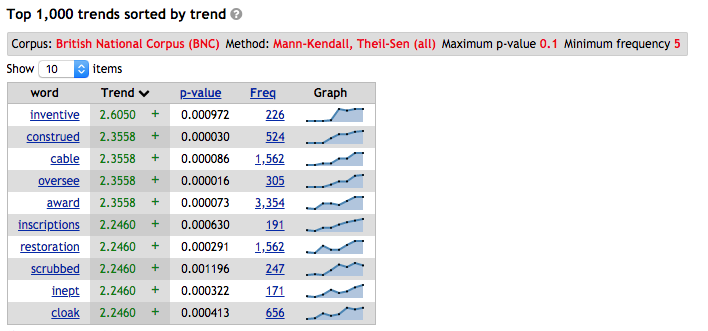 Top 1,000 trends sorted by trend ?
Corpus: British National Corpus (BNC) Method: Mann-Kendall, Theil-Sen (all) Maximum p-value 0.1 Minimum frequency 5
Show 10 items
word Trend p-value Freq Graph
inventive 2.6050 + 0.000972 226
construed 2.3558 + 0.000030 524
cable 2.3558 + 0.000086 1,562
oversee 2.3558 + 0.000016 305
award 2.3558 + 0.000073 3,354
inscriptions 2.2460 + 0.000630 191
restoration 2.2460 + 0.000291 1,562
scrubbed 2.2460 + 0.001196 247
inept 2.2460 + 0.000322 171
cloak 2.2460 + 0.000413 656